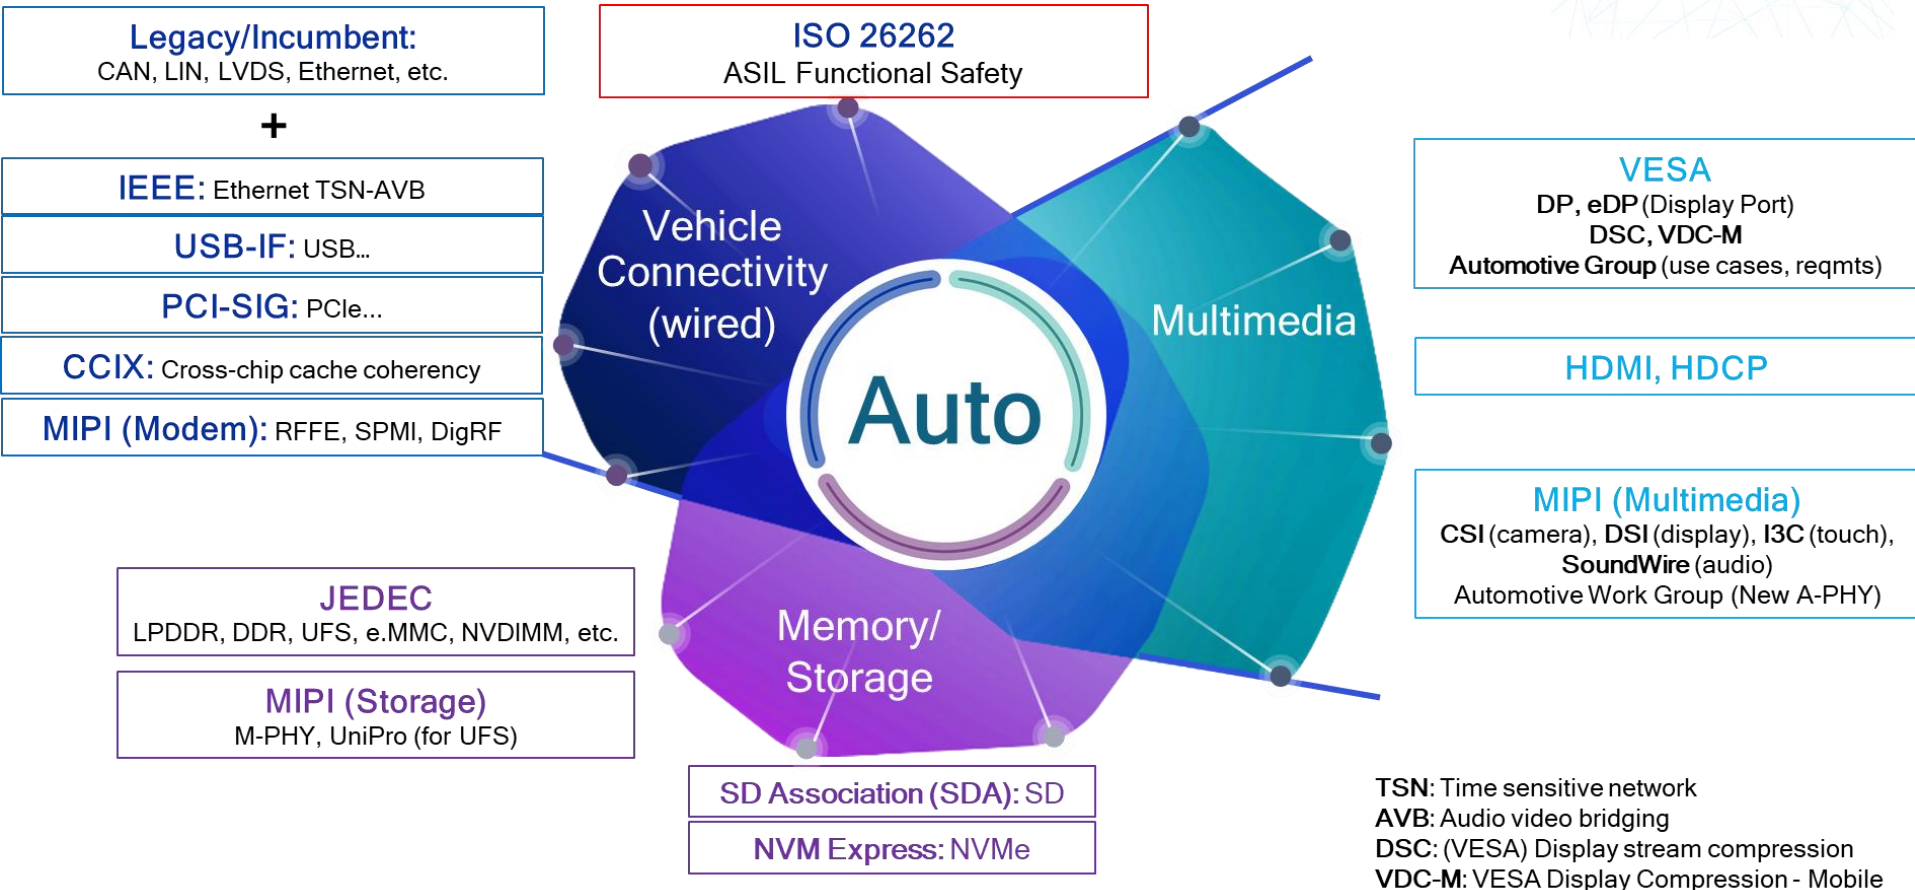 Legacy/Incumbent:
CAN, LIN, LVDS, Ethernet, etc.
+
IEEE: Ethernet TSN-AVB
USB-IF: USB...
PCI-SIG: PCIe...
CCIX: Cross-chip cache coherency
MIPI (Modem): RFFE, SPMI, DigRF
ISO 26262
ASIL Functional Safety
Vehicle
Connectivity
(wired)
Auto
Multimedia
Memory/
Storage
VESA
DP, eDP (Display Port)
DSC, VDC-M
Automotive Group (use cases, reqmts)
HDMI, HDCP
MIPI (Multimedia)
CSI (camera), DSI (display), I3C (touch),
SoundWire (audio)
Automotive Work Group (New A-PHY)
JEDEC
LPDDR, DDR, UFS, e.MMC, NVDIMM, etc.
MIPI (Storage)
M-PHY, UniPro (for UFS)
SD Association (SDA): SD
NVM Express: NVMe
TSN: Time sensitive network
AVB: Audio video bridging
DSC: (VESA) Display stream compression
VDC-M: VESA Display Compression - Mobile